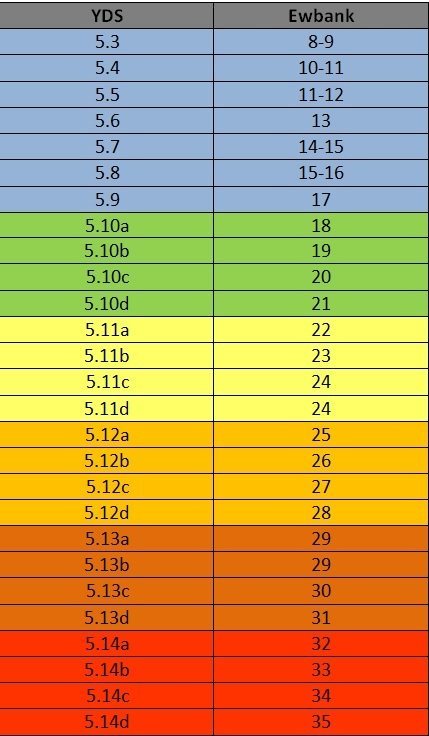 YDS Ewbank
5.3 8-9
5.4 10-11
5.5 11-12
5.6 13
5.7 14-15
5.8 15-16
5.9 17
5.10a 18
5.10b 19
5.10c 20
5.10d 21
5.11a 22
5.11b 23
5.11c 24
5.11d 24
5.12a 25
5.12b 26
5.12c 27
5.12d 28
5.13a 29
5.13b 29
5.13c 30
5.13d 31
5.14a 32
5.14b 33
5.14c 34
5.14d 35